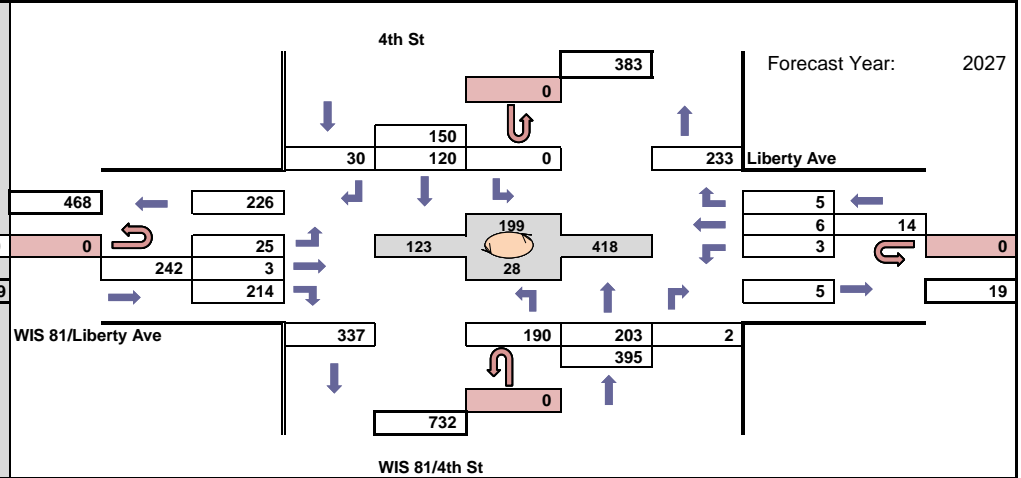 4th St
383
Forecast Year: 2027
0
150
30 120 0 233 Liberty Ave
468 226 5
199
6 14
0 25 123 418 3 0
242 3 28
9 214 5 19
WIS 81/Liberty Ave 337 190 203 2
395
0
732
WIS 81/4th St